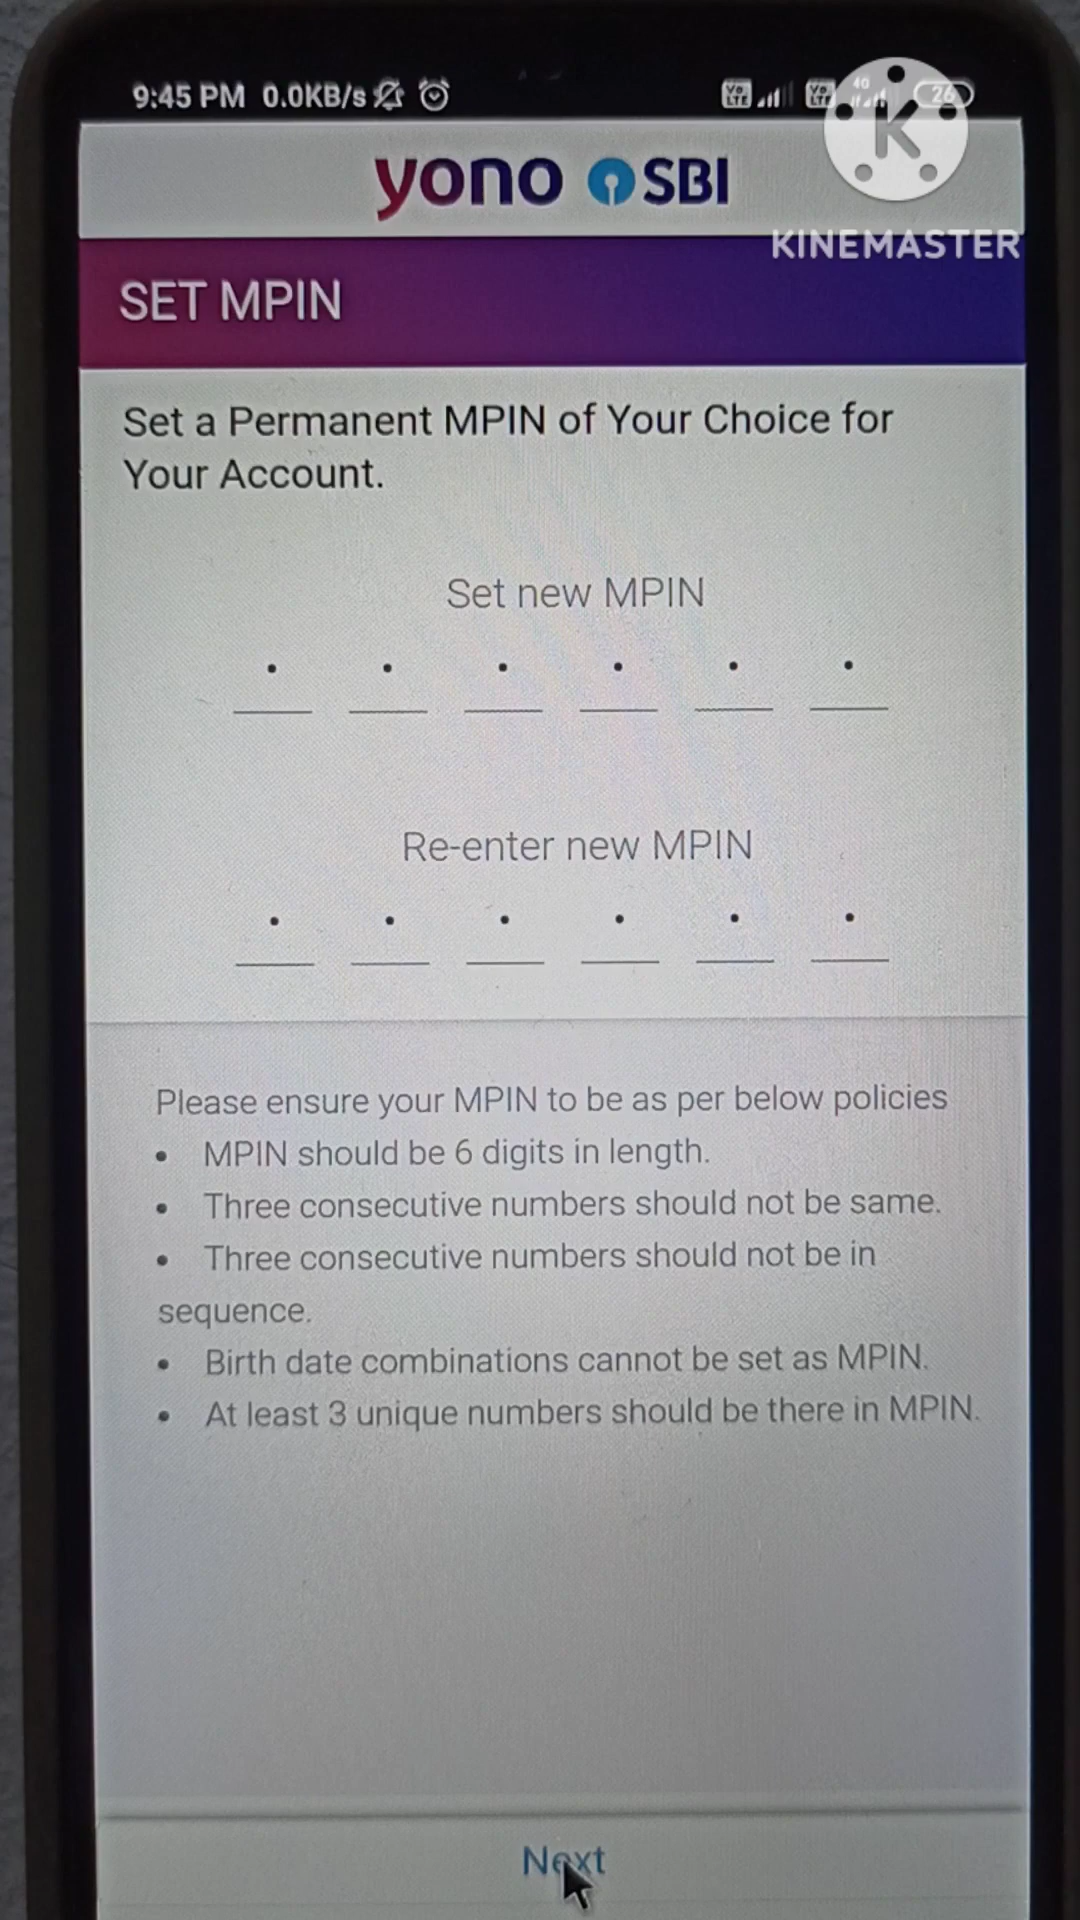 9:45 PM 0.0KB/s
26
KINEMASTER
yono SBI
SET MPIN
Set a Permanent MPIN of Your Choice for
Your Account.
Set new MPIN
Re-enter new MPIN
Please ensure your MPIN to be as per below policies
• MPIN should be 6 digits in length.
• Three consecutive numbers should not be same.
• Three consecutive numbers should not be in
sequence.
• Birth date combinations cannot be set as MPIN.
• At least 3 unique numbers should be there in MPIN.
Next